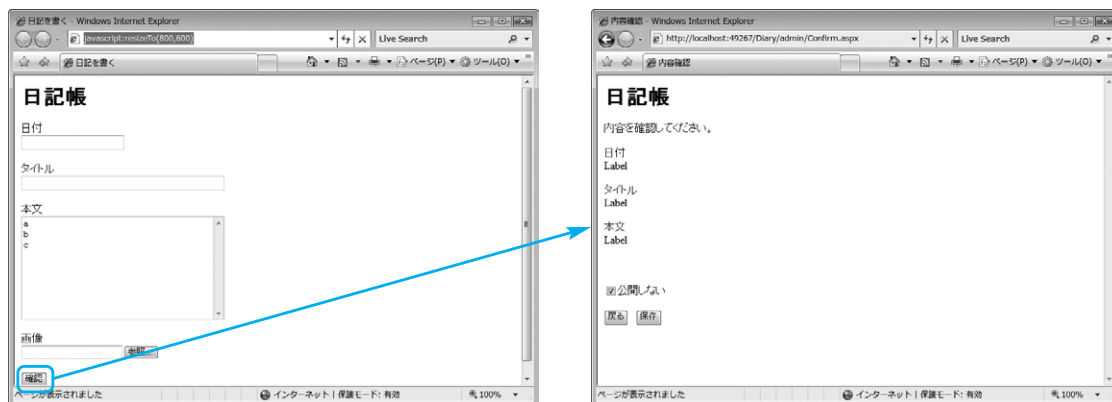 日記を書く - Windows Internet Explorer
javascript:resizeTo(800,600)
Live Search
日記を書く
ページ(P)
ツール(O)
日記帳
日付
タイトル
本文
a
b
c
画像
参照...
確認
ページが表示されました
インターネット | 保護モード: 有効
100%
内容確認 - Windows Internet Explorer
http://localhost:49267/Diary/admin/Confirm.aspx
Live Search
内容確認
ページ(P)
ツール(O)
日記帳
内容を確認してください。
日付
Label
タイトル
Label
本文
Label
公開しない
戻る
保存
ページが表示されました
インターネット | 保護モード: 有効
100%